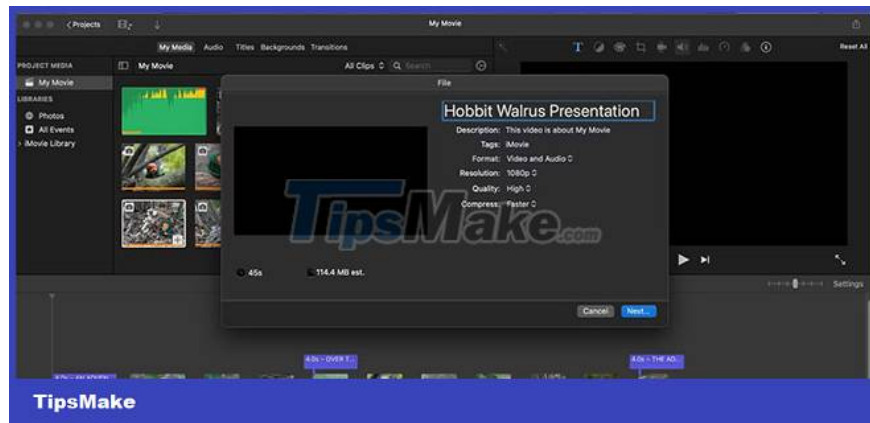 Projects
My Movie
My Media Audio Titles Backgrounds Transitions
Reset All
PROJECT MEDIA
My Movie
LIBRARIES
Photos
All Events
iMovie Library
My Movie
All Clips
Search
File
Hobbit Walrus Presentation
Description: This video is about My Movie
Tags: iMovie
Format: Video and Audio
Resolution: 1080p
Quality: High
Compress: Faster
TipsMake.com
45s
114.4 MB est.
Cancel
Next...
Settings
4.0s – OVER T...
4.0s – THE AD...
TipsMake